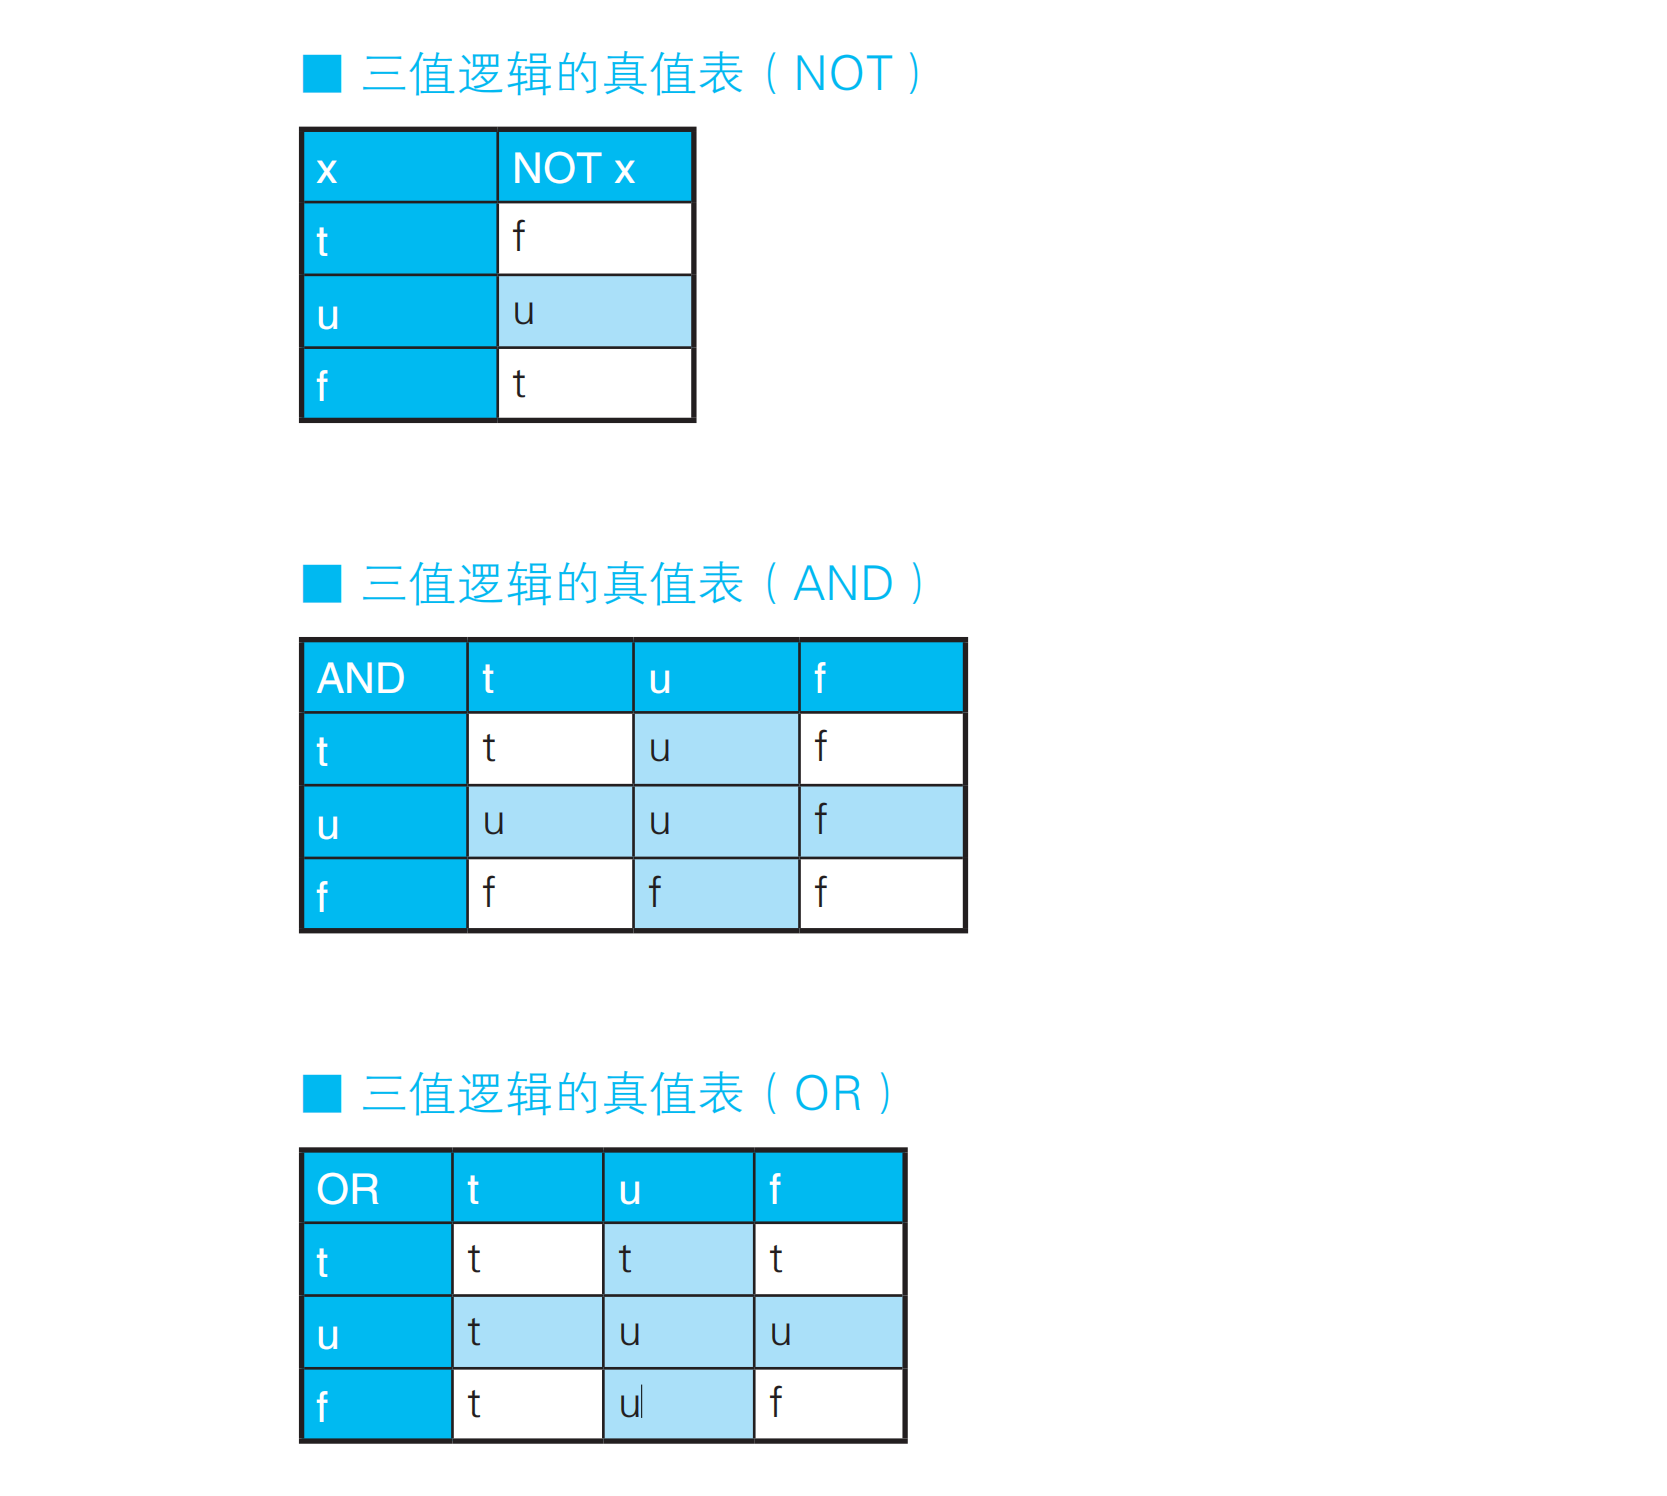 ■ 三值逻辑的真值表（NOT）
x NOT x
t f
u u
f t
■ 三值逻辑的真值表（AND）
AND t u f
t t u f
u u u f
f f f f
■ 三值逻辑的真值表（OR）
OR t u f
t t t t
u t u u
f t u f